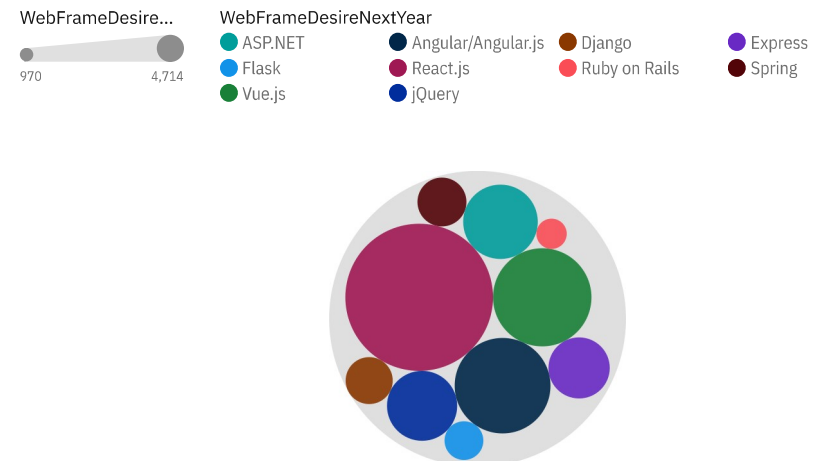 WebFrameDesire...
970 4,714
WebFrameDesireNextYear
ASP.NET Angular/Angular.js Django Express
Flask React.js Ruby on Rails Spring
Vue.js jQuery